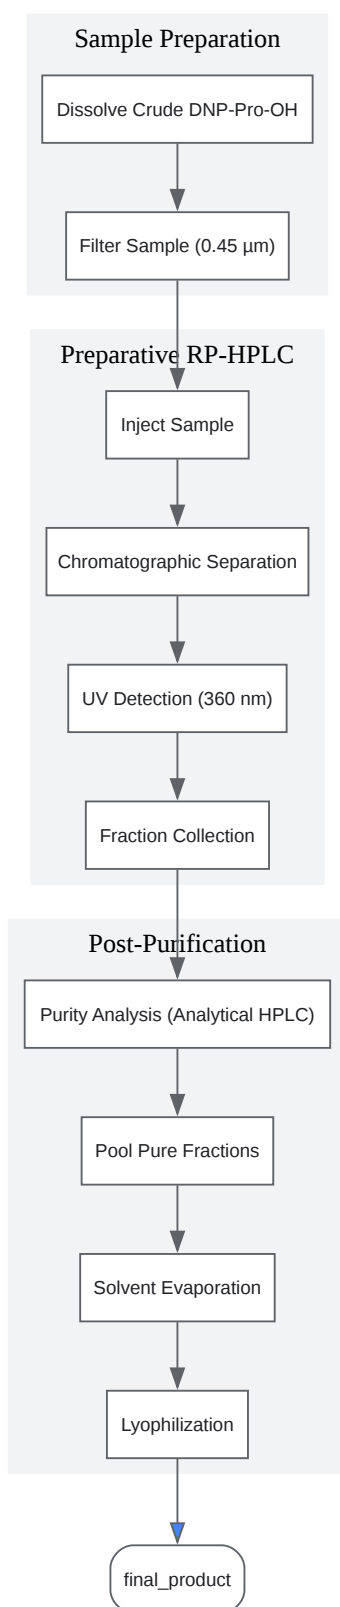 Sample Preparation
Dissolve Crude DNP-Pro-OH
Filter Sample (0.45 µm)
Preparative RP-HPLC
Inject Sample
Chromatographic Separation
UV Detection (360 nm)
Fraction Collection
Post-Purification
Purity Analysis (Analytical HPLC)
Pool Pure Fractions
Solvent Evaporation
Lyophilization
final_product